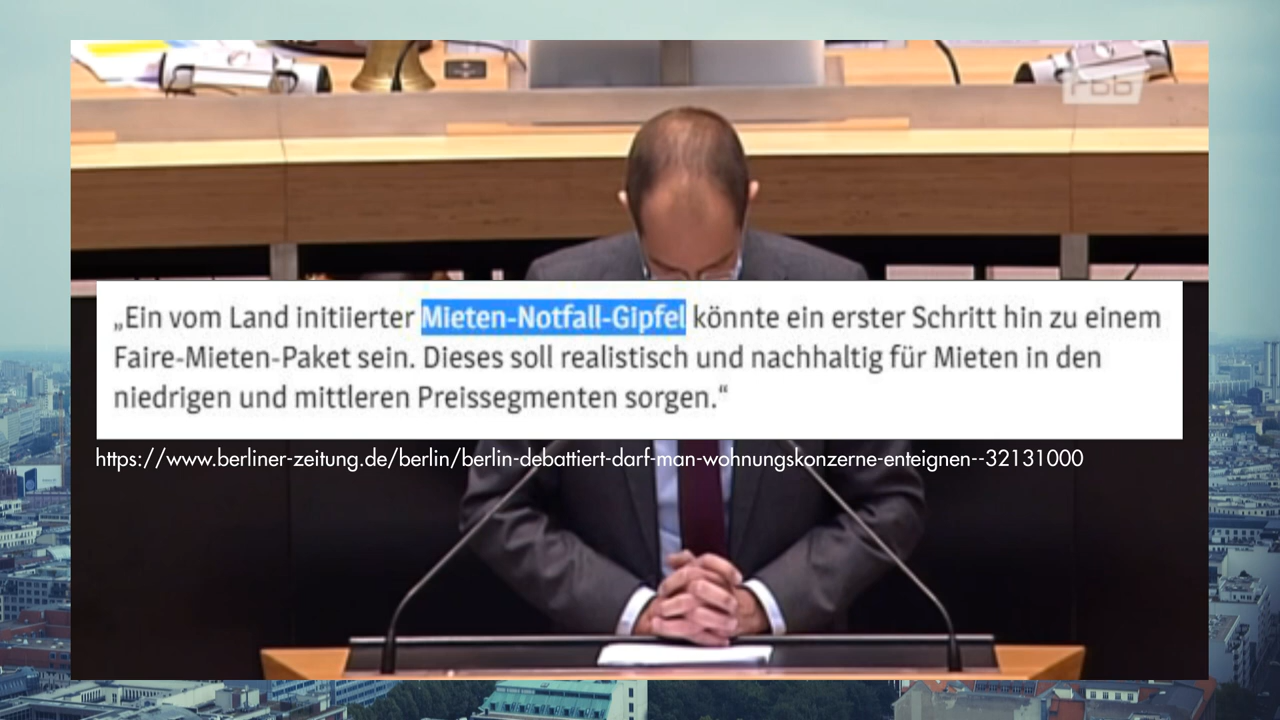 rbb
„Ein vom Land initiierter Mieten-Notfall-Gipfel könnte ein erster Schritt hin zu einem
Faire-Mieten-Paket sein. Dieses soll realistisch und nachhaltig für Mieten in den
niedrigen und mittleren Preissegmenten sorgen.“
https://www.berliner-zeitung.de/berlin/berlin-debattiert-darf-man-wohnungskonzerne-enteignen--32131000